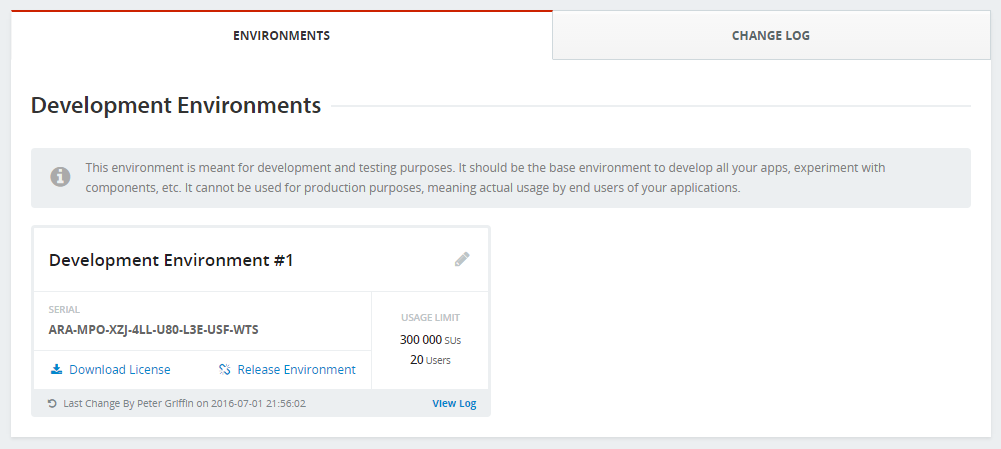 ENVIRONMENTS
CHANGE LOG
Development Environments
This environment is meant for development and testing purposes. It should be the base environment to develop all your apps, experiment with
components, etc. It cannot be used for production purposes, meaning actual usage by end users of your applications.
Development Environment #1
SERIAL
ARA-MPO-XZJ-4LL-U80-L3E-USF-WTS
USAGE LIMIT
300 000 SUs
20 Users
Download License
Release Environment
Last Change By Peter Griffin on 2016-07-01 21:56:02
View Log